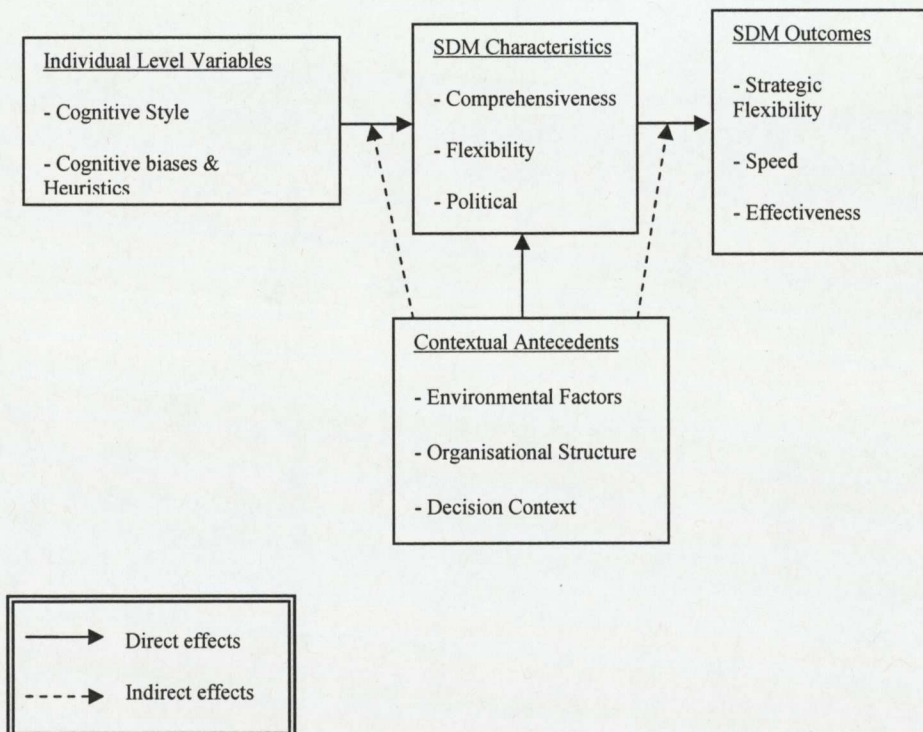 Individual Level Variables
- Cognitive Style
- Cognitive biases &
Heuristics
SDM Characteristics
- Comprehensiveness
- Flexibility
- Political
SDM Outcomes
- Strategic
Flexibility
- Speed
- Effectiveness
Contextual Antecedents
- Environmental Factors
- Organisational Structure
- Decision Context
Direct effects
Indirect effects